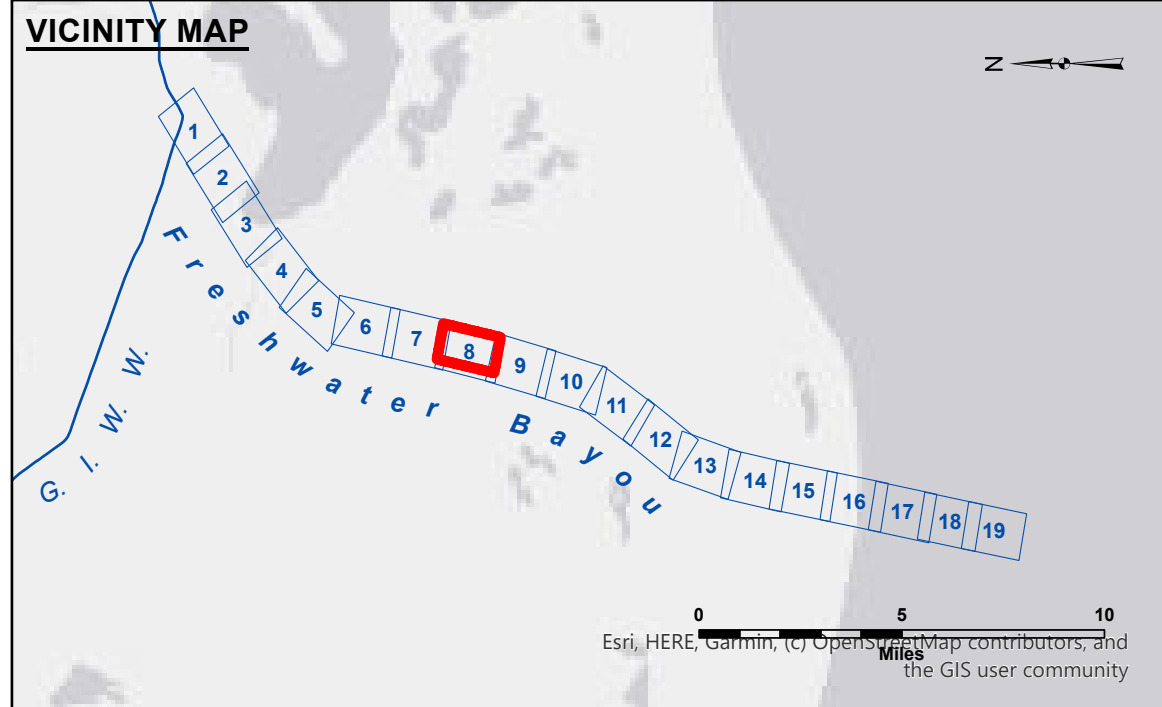 VICINITY MAP
N
1
2
3
4
5
6
7
8
9
10
11
12
13
14
15
16
17
18
19
Freshwater Bayou
G. I. W. W.
0 5 10
Miles
Esri, HERE, Garmin, (c) OpenStreetMap contributors, and
the GIS user community